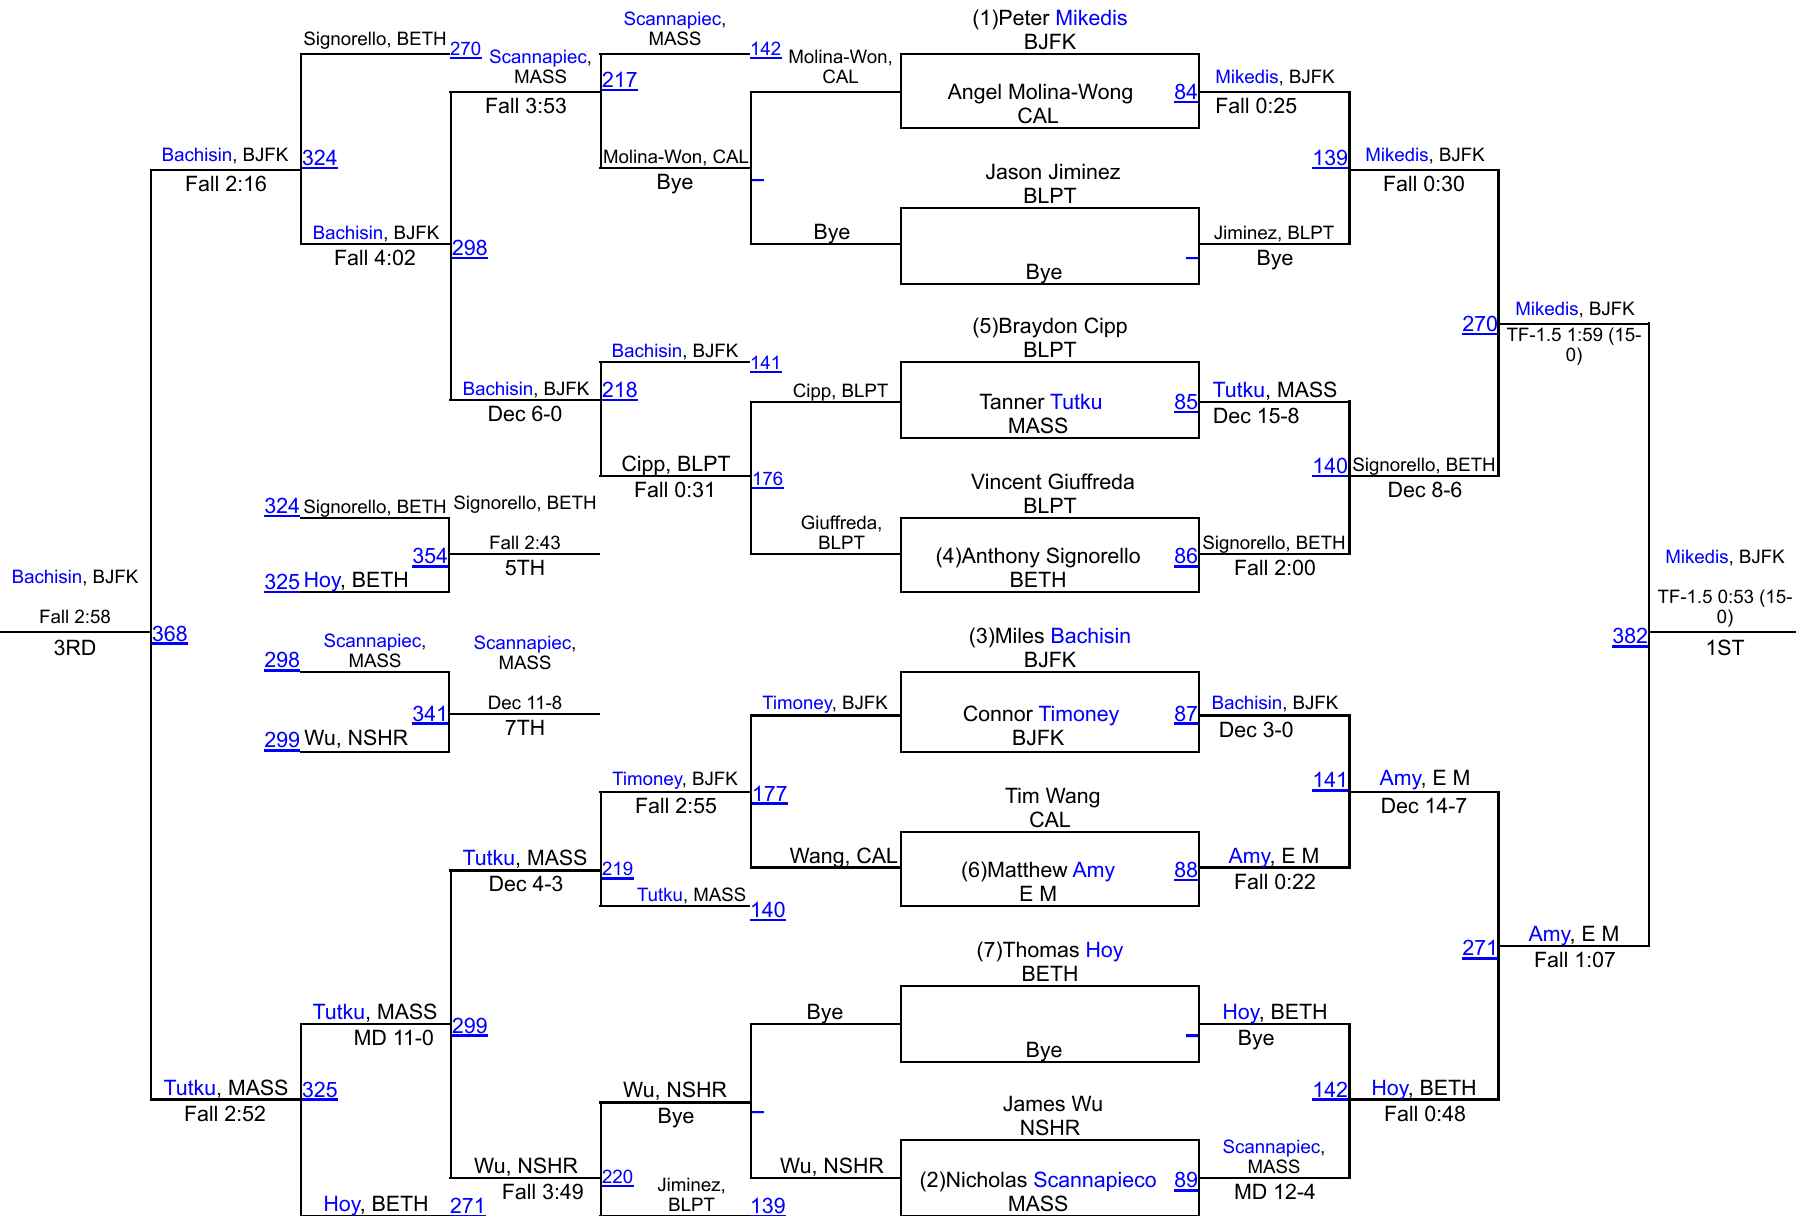 (1)Peter Mikedis
BJFK
Scannapiec,
MASS
Signorello, BETH
270
Scannapiec,
MASS
142
Molina-Won,
CAL
217
Fall 3:53
Angel Molina-Wong
CAL
84
Mikedis, BJFK
Fall 0:25
Bachisin, BJFK
324
Fall 2:16
Molina-Won, CAL
Bye
139
Mikedis, BJFK
Fall 0:30
Jason Jiminez
BLPT
Bachisin, BJFK
Fall 4:02
298
Bye
Bye
Jiminez, BLPT
Bye
(5)Braydon Cipp
BLPT
270
Mikedis, BJFK
TF-1.5 1:59 (15-
0)
Bachisin, BJFK
141
Bachisin, BJFK
218
Dec 6-0
Cipp, BLPT
Tanner Tutku
MASS
85
Tutku, MASS
Dec 15-8
Cipp, BLPT
Fall 0:31
176
Vincent Giuffreda
BLPT
140
Signorello, BETH
Dec 8-6
324
Signorello, BETH
Signorello, BETH
Giuffreda,
BLPT
Fall 2:43
354
5TH
(4)Anthony Signorello
BETH
86
Signorello, BETH
Fall 2:00
325
Hoy, BETH
Bachisin, BJFK
Fall 2:58
3RD
368
Mikedis, BJFK
TF-1.5 0:53 (15-
0)
382
1ST
Scannapiec,
MASS
298
Scannapiec,
MASS
(3)Miles Bachisin
BJFK
Dec 11-8
341
7TH
299
Wu, NSHR
Timoney, BJFK
Connor Timoney
BJFK
87
Bachisin, BJFK
Dec 3-0
Timoney, BJFK
Fall 2:55
177
Tim Wang
CAL
141
Amy, E M
Dec 14-7
Tutku, MASS
Dec 4-3
219
Wang, CAL
(6)Matthew Amy
E M
88
Amy, E M
Fall 0:22
Tutku, MASS
140
(7)Thomas Hoy
BETH
271
Amy, E M
Fall 1:07
Tutku, MASS
MD 11-0
299
Bye
Bye
Hoy, BETH
Bye
Tutku, MASS
Fall 2:52
325
Wu, NSHR
Bye
James Wu
NSHR
142
Hoy, BETH
Fall 0:48
Wu, NSHR
Fall 3:49
220
Wu, NSHR
(2)Nicholas Scannapieco
MASS
89
Scannapiec,
MASS
MD 12-4
Hoy, BETH
271
Jiminez,
BLPT
139